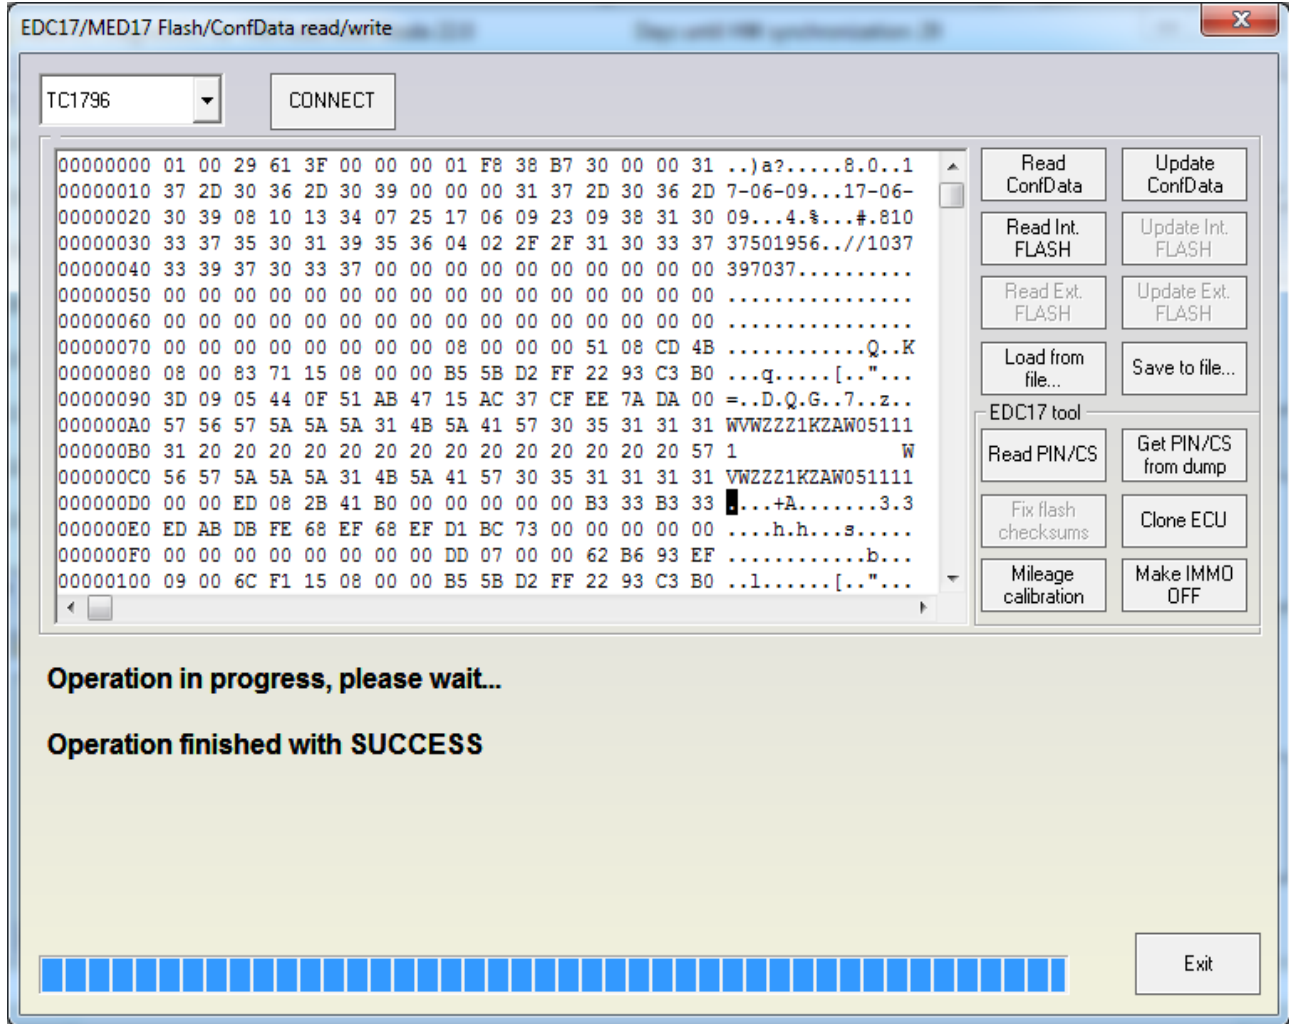 EDC17/MED17 Flash/ConfData read/write
Days until HW synchronization 29
TC1796
CONNECT
00000000 01 00 29 61 3F 00 00 00 01 F8 38 B7 30 00 00 31 ..)a?.....8.0..1
00000010 37 2D 30 36 2D 30 39 00 00 00 31 37 2D 30 36 2D 7-06-09...17-06-
00000020 30 39 08 10 13 34 07 25 17 06 09 23 09 38 31 30 09...4.%...#.810
00000030 33 37 35 30 31 39 35 36 04 02 2F 2F 31 30 33 37 37501956..//1037
00000040 33 39 37 30 33 37 00 00 00 00 00 00 00 00 00 00 397037..........
00000050 00 00 00 00 00 00 00 00 00 00 00 00 00 00 00 00 ................
00000060 00 00 00 00 00 00 00 00 00 00 00 00 00 00 00 00 ................
00000070 00 00 00 00 00 00 00 00 08 00 00 00 51 08 CD 4B ............Q..K
00000080 08 00 83 71 15 08 00 00 B5 5B D2 FF 22 93 C3 B0 ...q.....[.."...
00000090 3D 09 05 44 0F 51 AB 47 15 AC 37 CF EE 7A DA 00 =..D.Q.G..7..z..
000000A0 57 56 57 5A 5A 5A 31 4B 5A 41 57 30 35 31 31 31 WVWZZZ1KZAW05111
000000B0 31 20 20 20 20 20 20 20 20 20 20 20 20 20 20 57 1 W
000000C0 56 57 5A 5A 5A 31 4B 5A 41 57 30 35 31 31 31 31 VWZZZ1KZAW051111
000000D0 00 00 ED 08 2B 41 B0 00 00 00 00 00 B3 33 B3 33 ....+A.......3.3
000000E0 ED AB DB FE 68 EF 68 EF D1 BC 73 00 00 00 00 00 ....h.h...s.....
000000F0 00 00 00 00 00 00 00 00 DD 07 00 00 62 B6 93 EF ............b...
00000100 09 00 6C F1 15 08 00 00 B5 5B D2 FF 22 93 C3 B0 ..l......[.."...
Read
ConfData
Update
ConfData
Read Int.
FLASH
Update Int.
FLASH
Read Ext.
FLASH
Update Ext.
FLASH
Load from
file...
Save to file...
EDC17 tool
Read PIN/CS
Get PIN/CS
from dump
Fix flash
checksums
Clone ECU
Mileage
calibration
Make IMMO
OFF
Operation in progress, please wait...
Operation finished with SUCCESS
Exit